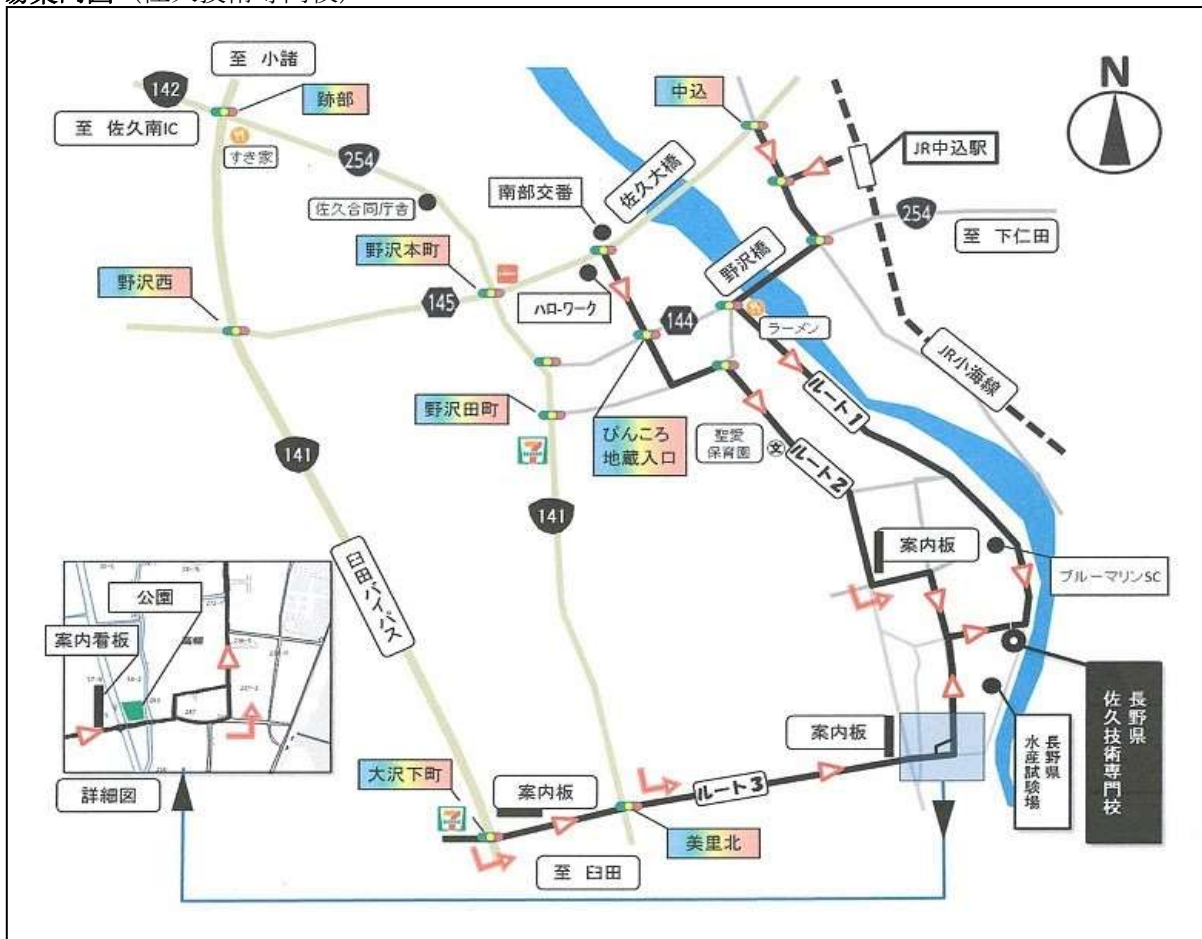 場案内図（佐久技術専門校）
至 小諸
142
跡部
中込
N
至 佐久南IC
すき家
254
佐久大橋
JR中込駅
南部交番
佐久合同庁舎
254
至 下仁田
野沢本町
野沢橋
野沢西
145
ハローワーク
144
ラーメン
JR小海線
ルート1
野沢田町
ぴんころ
地蔵入口
聖愛
保育園
ルート2
141
141
案内板
ブルーマリンSC
臼田バイパス
公園
案内看板
長野県
佐久技術専門校
長野県
水産試験場
案内板
大沢下町
案内板
ルート3
詳細図
美里北
至 臼田